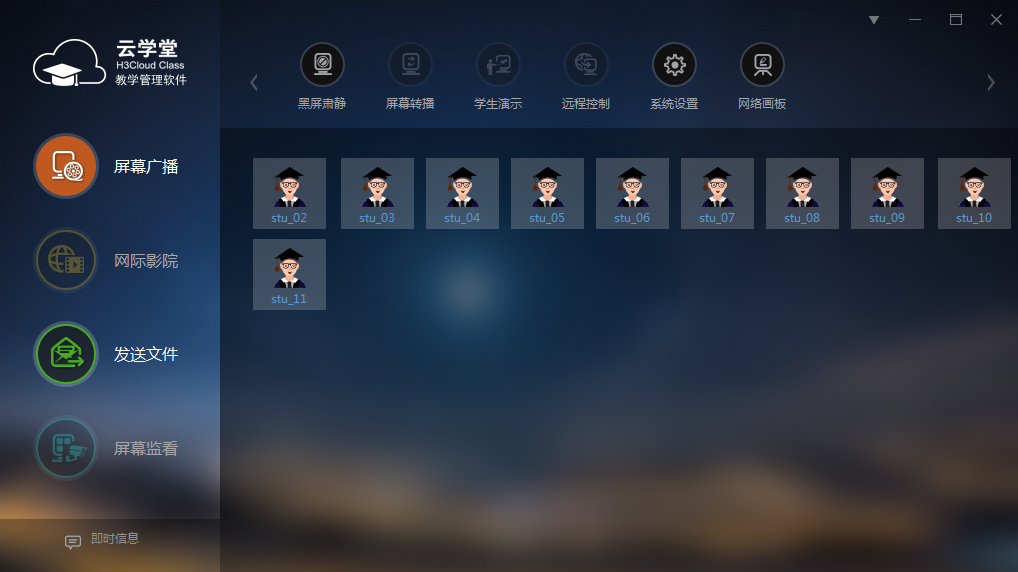 云学堂
H3Cloud Class
教学管理软件
黑屏肃静
屏幕转播
学生演示
远程控制
系统设置
网络画板
屏幕广播
网际影院
发送文件
屏幕监看
即时信息
stu_02
stu_03
stu_04
stu_05
stu_06
stu_07
stu_08
stu_09
stu_10
stu_11